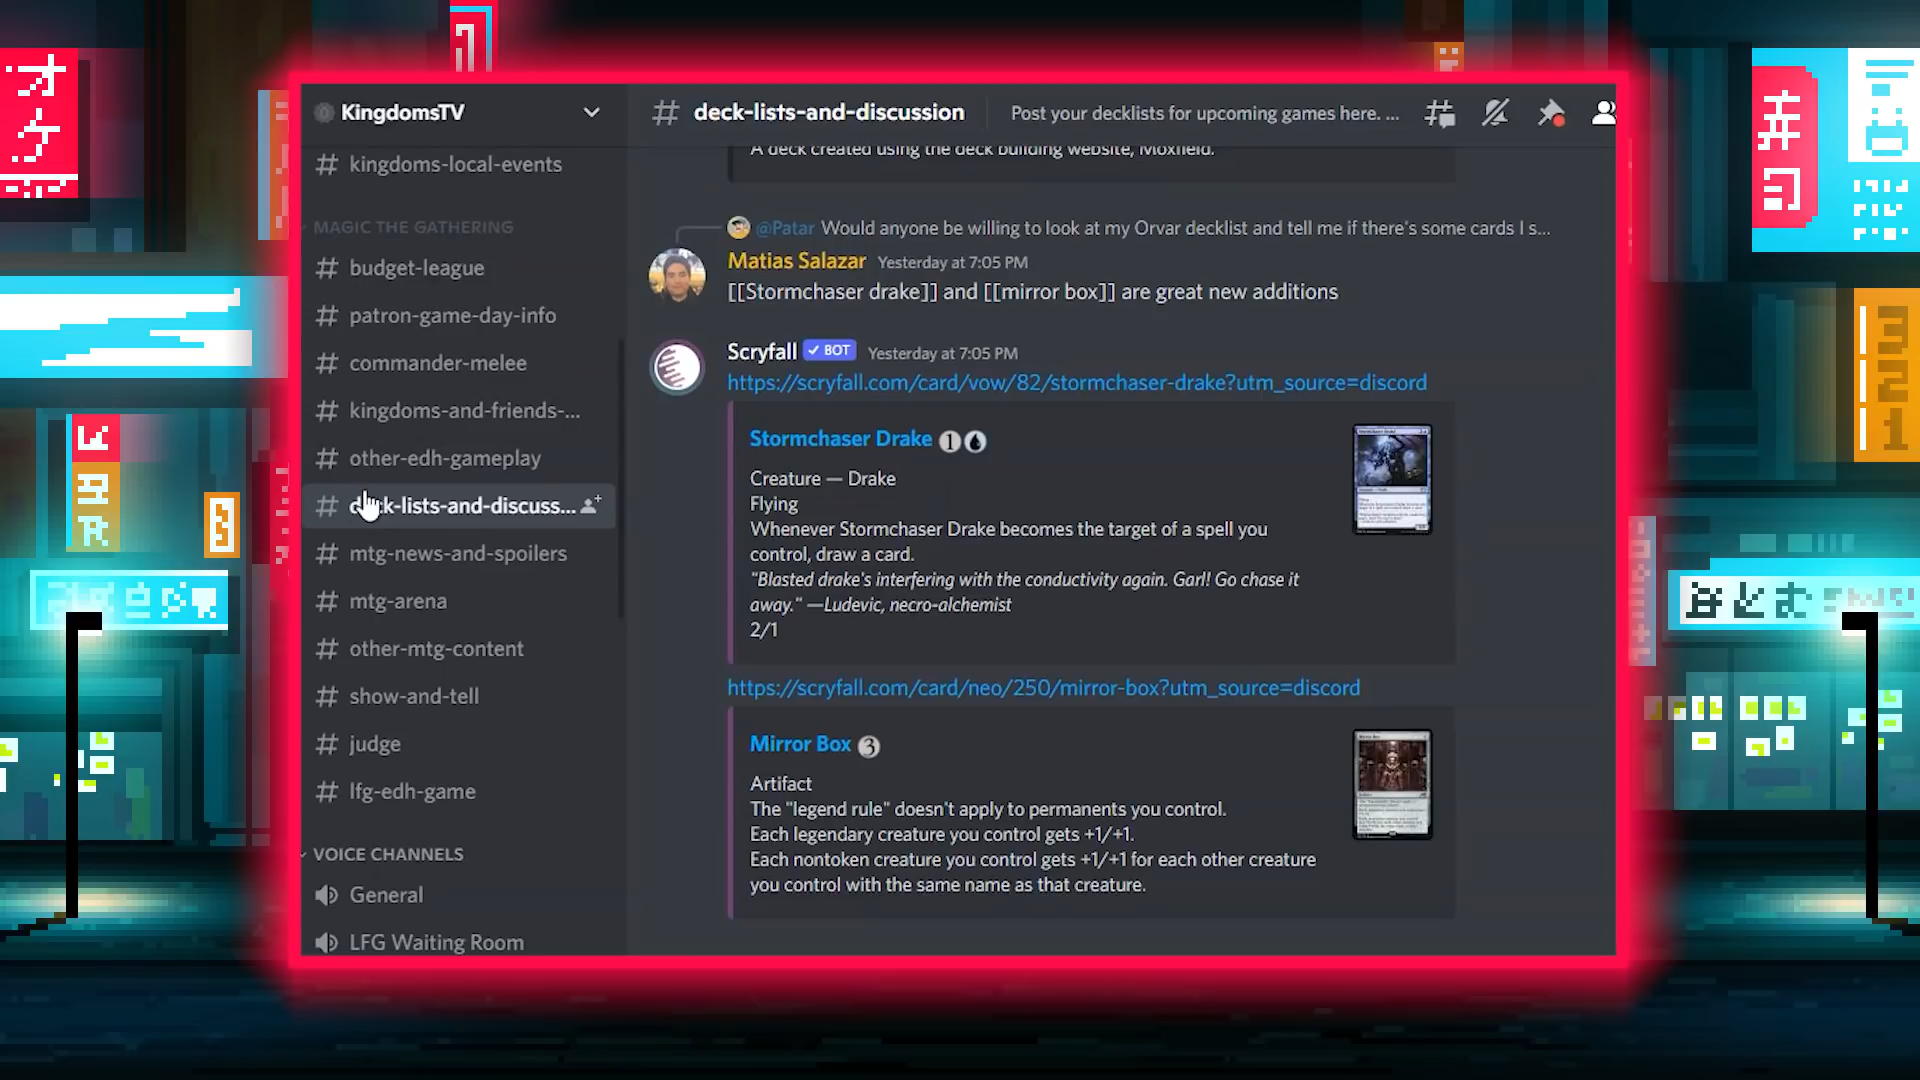 KingdomsTV
kingdoms-local-events
MAGIC THE GATHERING
budget-league
patron-game-day-info
commander-melee
kingdoms-and-friends-...
other-edh-gameplay
deck-lists-and-discuss...
mtg-news-and-spoilers
mtg-arena
other-mtg-content
show-and-tell
judge
lfg-edh-game
VOICE CHANNELS
General
LFG Waiting Room
# deck-lists-and-discussion
Post your decklists for upcoming games here. ...
A deck created using the deck building website, Moxfield.
@Patar Would anyone be willing to look at my Orvar decklist and tell me if there's some cards I s...
Matias Salazar Yesterday at 7:05 PM
[[Stormchaser drake]] and [[mirror box]] are great new additions
Scryfall ✓ BOT Yesterday at 7:05 PM
https://scryfall.com/card/vow/82/stormchaser-drake?utm_source=discord
Stormchaser Drake 1
Creature — Drake
Flying
Whenever Stormchaser Drake becomes the target of a spell you
control, draw a card.
"Blasted drake's interfering with the conductivity again. Garl! Go chase it
away." —Ludevic, necro-alchemist
2/1
https://scryfall.com/card/neo/250/mirror-box?utm_source=discord
Mirror Box 3
Artifact
The "legend rule" doesn't apply to permanents you control.
Each legendary creature you control gets +1/+1.
Each nontoken creature you control gets +1/+1 for each other creature
you control with the same name as that creature.
オケ
321